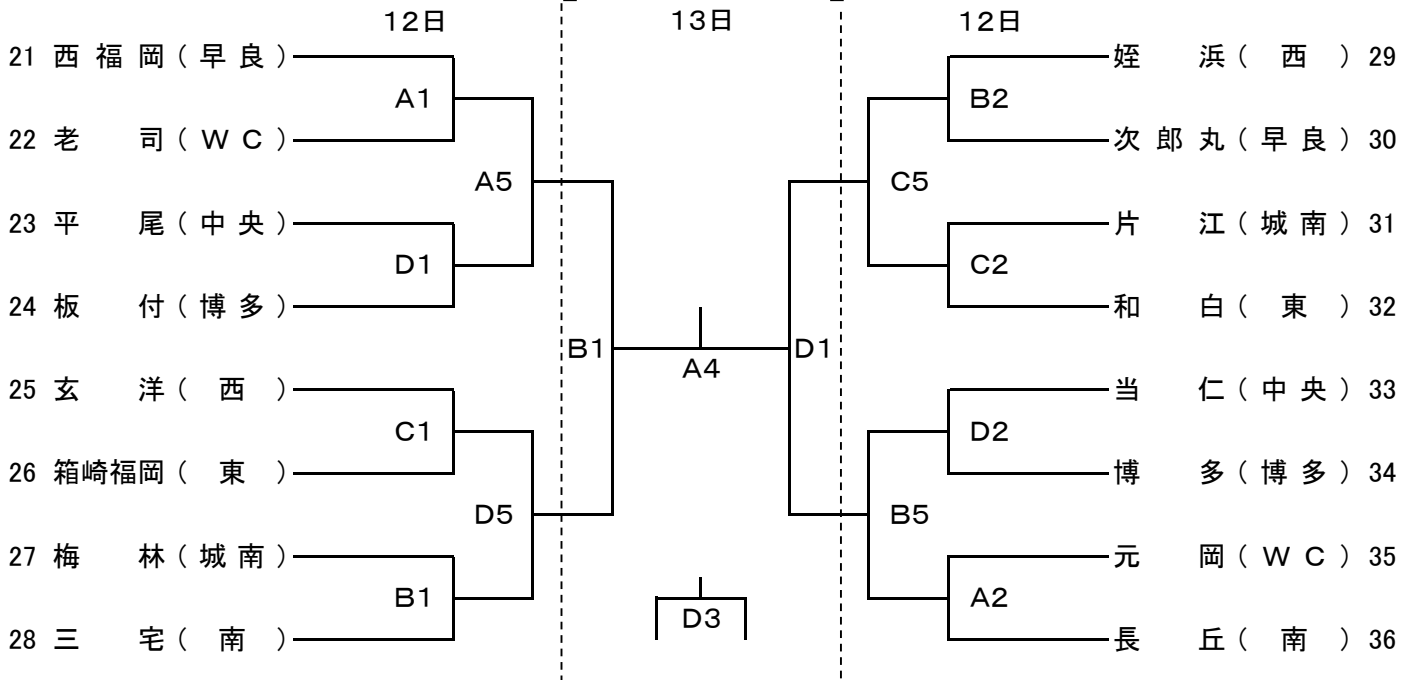 12日 13日 12日
21 西福岡(早良) 姪浜(西) 29
A1 B2
22 老司(WC) 次郎丸(早良) 30
A5 C5
23 平尾(中央) 片江(城南) 31
D1 C2
24 板付(博多) 和白(東) 32
B1 A4 D1
25 玄洋(西) 当仁(中央) 33
C1 D2
26 箱崎福岡(東) 博多(博多) 34
D5 B5
27 梅林(城南) 元岡(WC) 35
B1 D3 A2
28 三宅(南) 長丘(南) 36